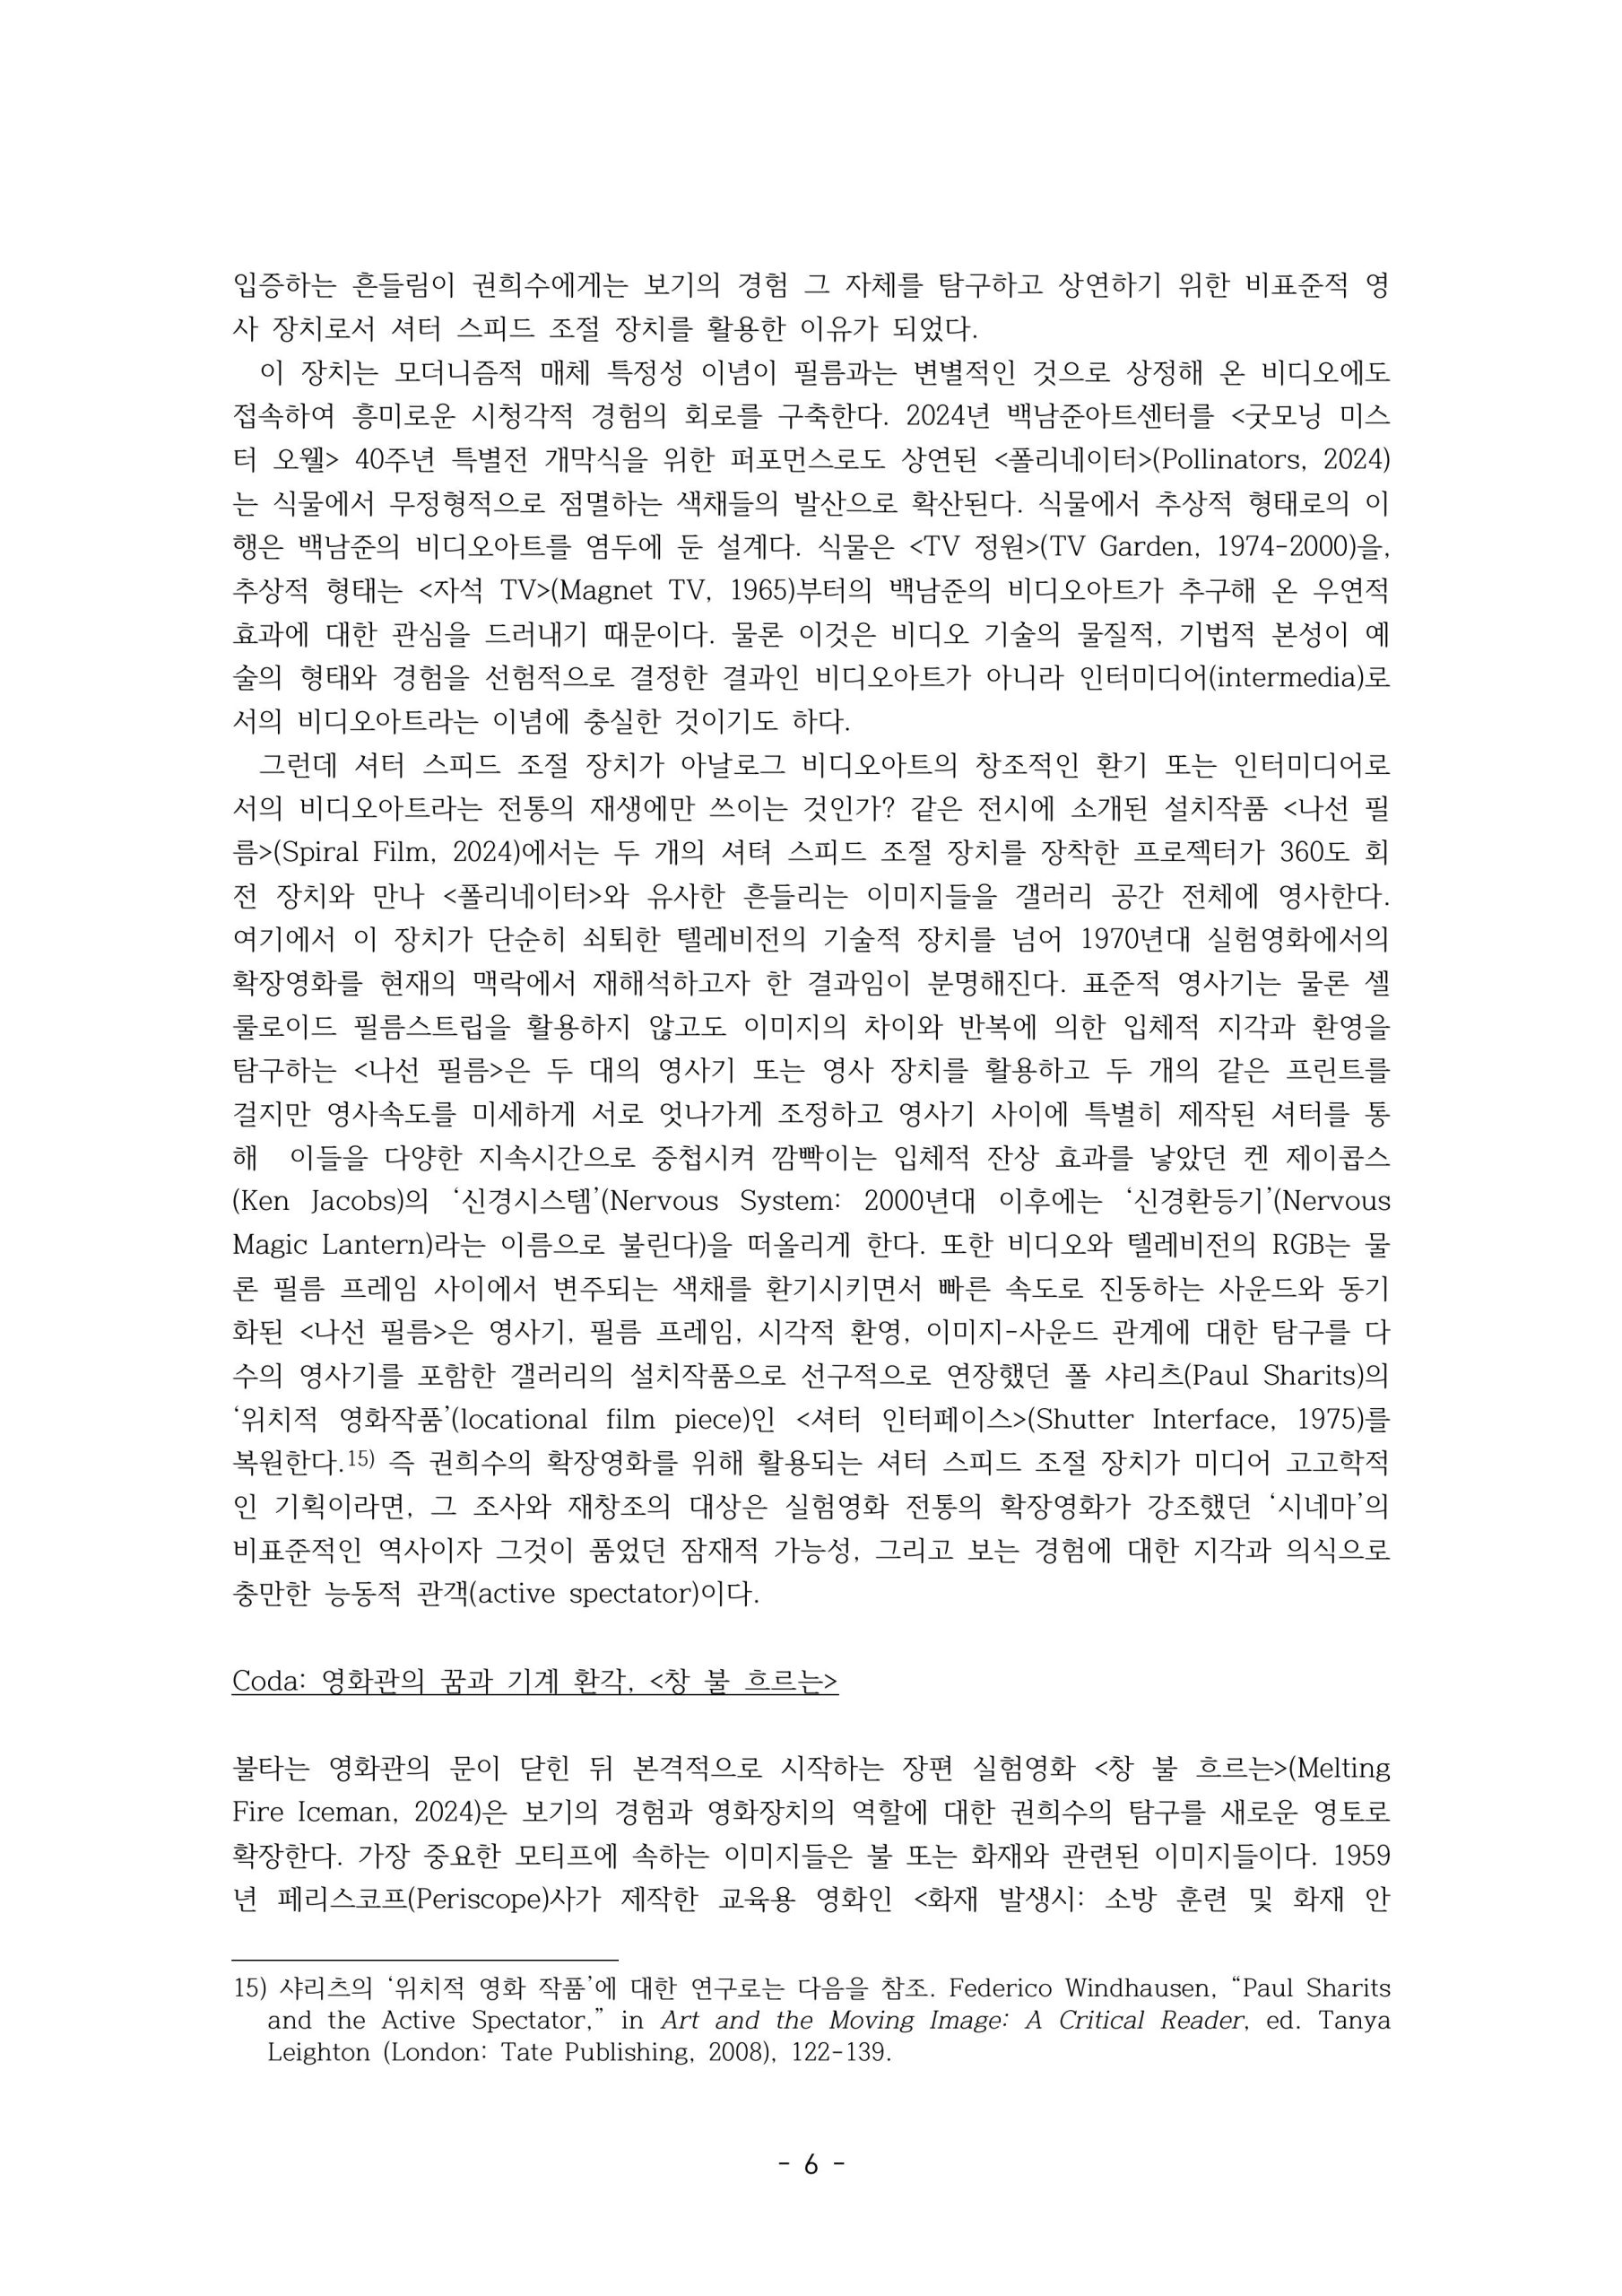 입증하는 흔들림이 권희수에게는 보기의 경험 그 자체를 탐구하고 상연하기 위한 비표준적 영
사 장치로서 셔터 스피드 조절 장치를 활용한 이유가 되었다.
이 장치는 모더니즘적 매체 특정성 이념이 필름과는 변별적인 것으로 상정해 온 비디오에도
접속하여 흥미로운 시청각적 경험의 회로를 구축한다. 2024년 백남준아트센터를 <굿모닝 미스
터 오웰> 40주년 특별전 개막식을 위한 퍼포먼스로도 상연된 <폴리네이터>(Pollinators, 2024)
는 식물에서 무정형적으로 점멸하는 색채들의 발산으로 확산된다. 식물에서 추상적 형태로의 이
행은 백남준의 비디오아트를 염두에 둔 설계다. 식물은 <TV 정원>(TV Garden, 1974-2000)을,
추상적 형태는 <자석 TV>(Magnet TV, 1965)부터의 백남준의 비디오아트가 추구해 온 우연적
효과에 대한 관심을 드러내기 때문이다. 물론 이것은 비디오 기술의 물질적, 기법적 본성이 예
술의 형태와 경험을 선험적으로 결정한 결과인 비디오아트가 아니라 인터미디어(intermedia)로
서의 비디오아트라는 이념에 충실한 것이기도 하다.
그런데 셔터 스피드 조절 장치가 아날로그 비디오아트의 창조적인 환기 또는 인터미디어로
서의 비디오아트라는 전통의 재생에만 쓰이는 것인가? 같은 전시에 소개된 설치작품 <나선 필
름>(Spiral Film, 2024)에서는 두 개의 셔텨 스피드 조절 장치를 장착한 프로젝터가 360도 회
전 장치와 만나 <폴리네이터>와 유사한 흔들리는 이미지들을 갤러리 공간 전체에 영사한다.
여기에서 이 장치가 단순히 쇠퇴한 텔레비전의 기술적 장치를 넘어 1970년대 실험영화에서의
확장영화를 현재의 맥락에서 재해석하고자 한 결과임이 분명해진다. 표준적 영사기는 물론 셀
룰로이드 필름스트립을 활용하지 않고도 이미지의 차이와 반복에 의한 입체적 지각과 환영을
탐구하는 <나선 필름>은 두 대의 영사기 또는 영사 장치를 활용하고 두 개의 같은 프린트를
걸지만 영사속도를 미세하게 서로 엇나가게 조정하고 영사기 사이에 특별히 제작된 셔터를 통
해 이들을 다양한 지속시간으로 중첩시켜 깜빡이는 입체적 잔상 효과를 낳았던 켄 제이콥스
(Ken Jacobs)의 ‘신경시스템’(Nervous System: 2000년대 이후에는 ‘신경환등기’(Nervous
Magic Lantern)라는 이름으로 불린다)을 떠올리게 한다. 또한 비디오와 텔레비전의 RGB는 물
론 필름 프레임 사이에서 변주되는 색채를 환기시키면서 빠른 속도로 진동하는 사운드와 동기
화된 <나선 필름>은 영사기, 필름 프레임, 시각적 환영, 이미지-사운드 관계에 대한 탐구를 다
수의 영사기를 포함한 갤러리의 설치작품으로 선구적으로 연장했던 폴 샤리츠(Paul Sharits)의
‘위치적 영화작품’(locational film piece)인 <셔터 인터페이스>(Shutter Interface, 1975)를
복원한다.15) 즉 권희수의 확장영화를 위해 활용되는 셔터 스피드 조절 장치가 미디어 고고학적
인 기획이라면, 그 조사와 재창조의 대상은 실험영화 전통의 확장영화가 강조했던 ‘시네마’의
비표준적인 역사이자 그것이 품었던 잠재적 가능성, 그리고 보는 경험에 대한 지각과 의식으로
충만한 능동적 관객(active spectator)이다.
Coda: 영화관의 꿈과 기계 환각, <창 불 흐르는>
불타는 영화관의 문이 닫힌 뒤 본격적으로 시작하는 장편 실험영화 <창 불 흐르는>(Melting
Fire Iceman, 2024)은 보기의 경험과 영화장치의 역할에 대한 권희수의 탐구를 새로운 영토로
확장한다. 가장 중요한 모티프에 속하는 이미지들은 불 또는 화재와 관련된 이미지들이다. 1959
년 페리스코프(Periscope)사가 제작한 교육용 영화인 <화재 발생시: 소방 훈련 및 화재 안
15) 샤리츠의 ‘위치적 영화 작품’에 대한 연구로는 다음을 참조. Federico Windhausen, “Paul Sharits
and the Active Spectator,” in Art and the Moving Image: A Critical Reader, ed. Tanya
Leighton (London: Tate Publishing, 2008), 122-139.
- 6 -